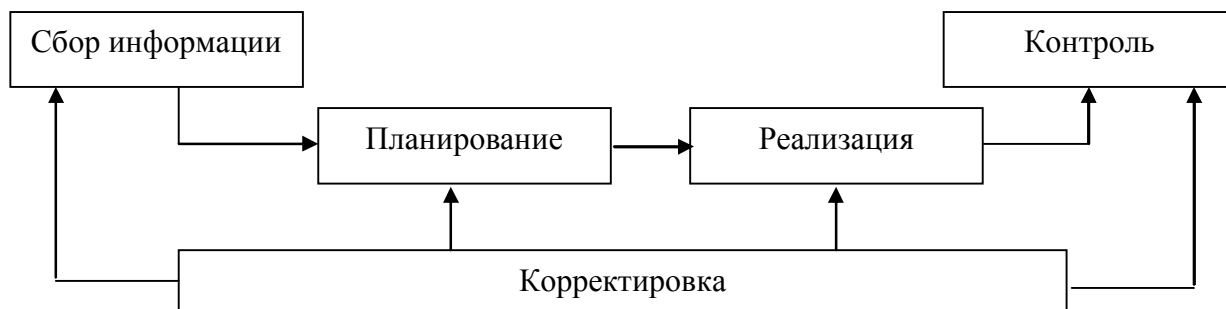 Сбор информации
Контроль
Планирование
Реализация
Корректировка